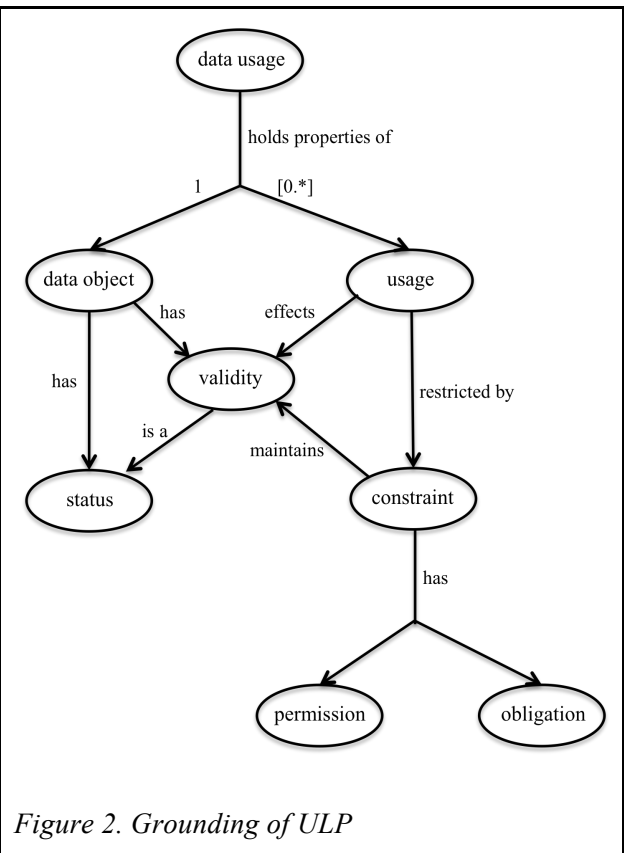 data usage
holds properties of
1 [0.*]
data object usage
has effects
validity
has restricted by
is a maintains
status constraint
has
permission obligation
Figure 2. Grounding of ULP